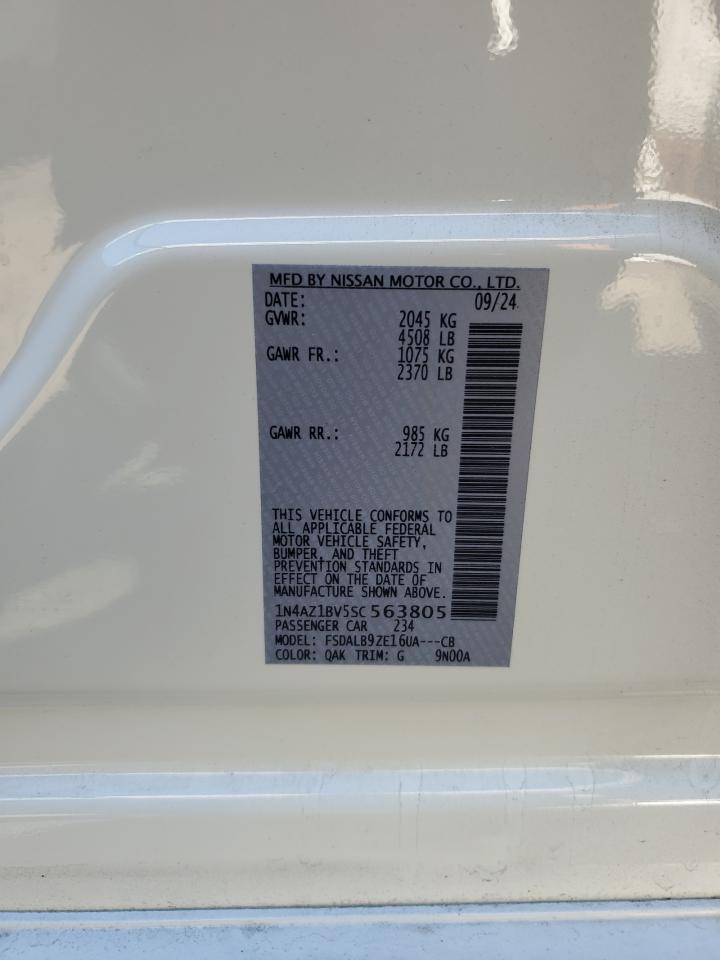 MFD BY NISSAN MOTOR CO., LTD.
DATE: 09/24
GVWR: 2045 KG
4508 LB
GAWR FR.: 1075 KG
2370 LB
GAWR RR.: 985 KG
2172 LB
THIS VEHICLE CONFORMS TO
ALL APPLICABLE FEDERAL
MOTOR VEHICLE SAFETY,
BUMPER, AND THEFT
PREVENTION STANDARDS IN
EFFECT ON THE DATE OF
MANUFACTURE SHOWN ABOVE.
1N4AZ1BV5SC563805
PASSENGER CAR 234
MODEL: FSDALB9ZE16UA---CB
COLOR: QAK TRIM: G 9N00A